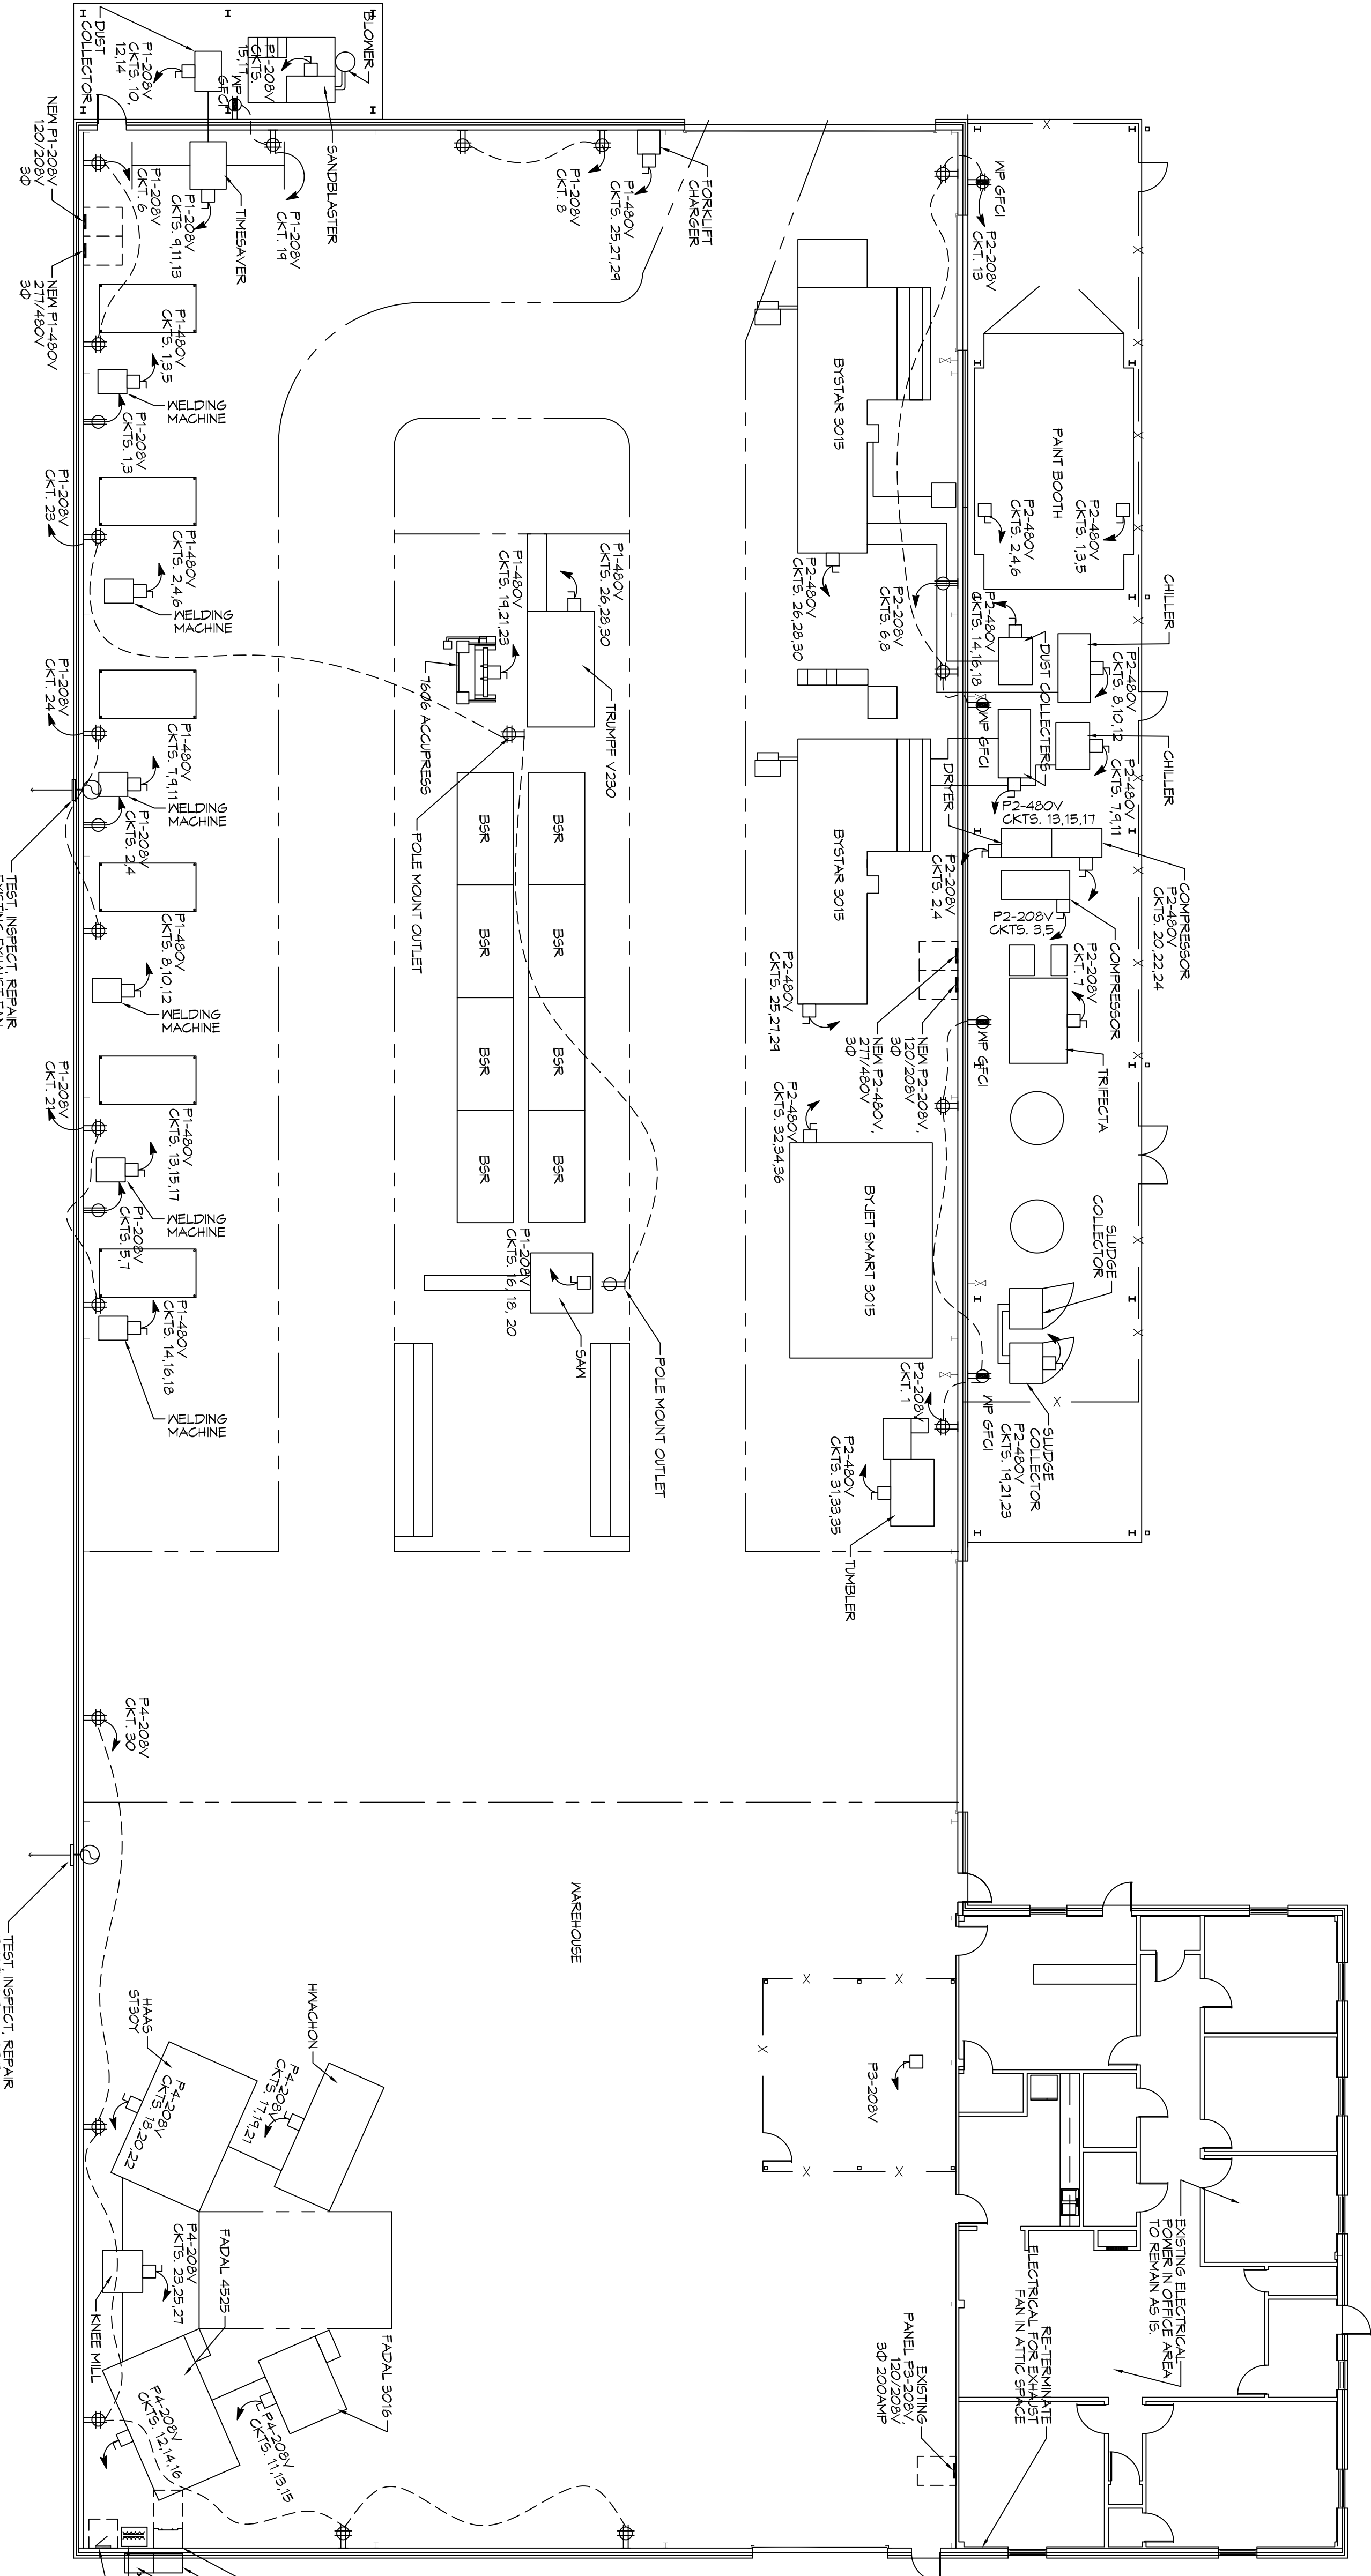 BLOWER
DUST
COLLECTOR
P1-208V
CKTS. 10,
12,14
P1-208V
CKTS.
15,17
WP
GFCI
SANDBLASTER
TIMESAVER
P1-208V
CKT. 19
P1-208V
CKTS. 9,11,13
P1-208V
CKT. 6
NEW P1-208V
120/208V
3Φ
NEW P1-480V
277/480V
3Φ
P1-208V
CKT. 8
P1-480V
CKTS. 25,27,29
FORKLIFT
CHARGER
WP GFCI
P2-208V
CKT. 13
PAINT BOOTH
P2-480V
CKTS. 1,3,5
P2-480V
CKTS. 2,4,6
BYSTAR 3015
P2-480V
CKTS. 26,28,30
P2-208V
CKTS. 6,8
P2-480V
CKTS. 14,16,18
DUST COLLECTERS
CHILLER
P2-480V
CKTS. 8,10,12
CHILLER
P2-480V
CKTS. 7,9,11
WP GFCI
DRYER
P2-480V
CKTS. 13,15,17
COMPRESSOR
P2-480V
CKTS. 20,22,24
COMPRESSOR
P2-208V
CKTS. 3,5
P2-208V
CKTS. 2,4
P2-208V
CKT. 7
TRIFECTA
WP GFCI
BYSTAR 3015
P2-480V
CKTS. 25,27,29
NEW P2-208V,
120/208V
3Φ
NEW P2-480V,
277/480V
3Φ
P2-480V
CKTS. 32,34,36
BYJET SMART 3015
SLUDGE
COLLECTOR
SLUDGE
COLLECTOR
P2-480V
CKTS. 19,21,23
WP GFCI
P2-208V
CKT. 1
P2-480V
CKTS. 31,33,35
TUMBLER
P1-480V
CKTS. 26,28,30
TRUMPF V230
P1-480V
CKTS. 19,21,23
7606 ACCUPRESS
POLE MOUNT OUTLET
BSR
BSR
BSR
BSR
BSR
BSR
BSR
BSR
P1-208V
CKTS. 16, 18, 20
SAW
POLE MOUNT OUTLET
P1-480V
CKTS. 1,3,5
WELDING
MACHINE
P1-208V
CKTS. 1,3
P1-208V
CKT. 23
P1-480V
CKTS. 2,4,6
WELDING
MACHINE
P1-208V
CKT. 24
P1-480V
CKTS. 7,9,11
WELDING
MACHINE
P1-208V
CKTS. 2,4
TEST, INSPECT, REPAIR
EXISTING EXHAUST FAN
P1-480V
CKTS. 8,10,12
WELDING
MACHINE
P1-208V
CKT. 21
P1-480V
CKTS. 13,15,17
WELDING
MACHINE
P1-208V
CKTS. 5,7
P1-480V
CKTS. 14,16,18
WELDING
MACHINE
P4-208V
CKT. 30
TEST, INSPECT, REPAIR
WAREHOUSE
HAAS
ST30Y
P4-208V
CKTS. 18,20,22
HWACHON
P4-208V
CKTS. 17,19,21
P3-208V
P4-208V
CKTS. 23,25,27
KNEE MILL
FADAL 4525
P4-208V
CKTS. 12,14,16
FADAL 3016
P4-208V
CKTS. 11,13,15
EXISTING
PANEL P3-208V,
120/208V
3Φ 200AMP
RE-TERMINATE
ELECTRICAL FOR EXHAUST
FAN IN ATTIC SPACE
EXISTING ELECTRICAL
POWER IN OFFICE AREA
TO REMAIN AS IS.